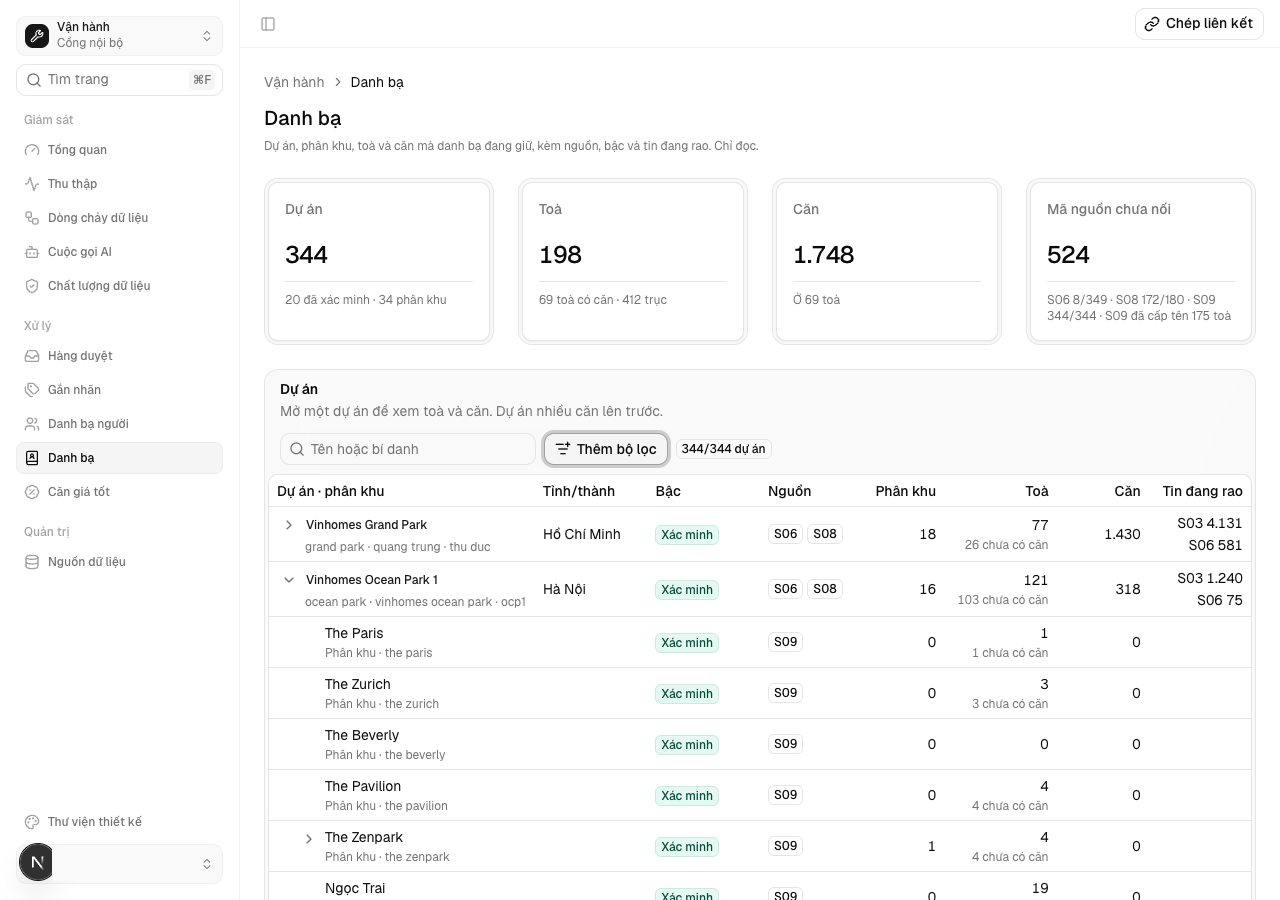 Vận hành
Cổng nội bộ
Tìm trang
⌘F
Giám sát
Tổng quan
Thu thập
Dòng chảy dữ liệu
Cuộc gọi AI
Chất lượng dữ liệu
Xử lý
Hàng duyệt
Gắn nhãn
Danh bạ người
Danh bạ
Căn giá tốt
Quản trị
Nguồn dữ liệu
Thư viện thiết kế
N
Chép liên kết
Vận hành > Danh bạ
Danh bạ
Dự án, phân khu, toà và căn mà danh bạ đang giữ, kèm nguồn, bậc và tin đang rao. Chỉ đọc.
Dự án
344
20 đã xác minh · 34 phân khu
Toà
198
69 toà có căn · 412 trục
Căn
1.748
Ở 69 toà
Mã nguồn chưa nối
524
S06 8/349 · S08 172/180 · S09
344/344 · S09 đã cấp tên 175 toà
Dự án
Mở một dự án để xem toà và căn. Dự án nhiều căn lên trước.
Tên hoặc bí danh
Thêm bộ lọc
344/344 dự án
Dự án · phân khu Tỉnh/thành Bậc Nguồn Phân khu Toà Căn Tin đang rao
Vinhomes Grand Park Hồ Chí Minh Xác minh S06 S08 18 77 1.430 S03 4.131
grand park · quang trung · thu duc 26 chưa có căn S06 581
Vinhomes Ocean Park 1 Hà Nội Xác minh S06 S08 16 121 318 S03 1.240
ocean park · vinhomes ocean park · ocp1 103 chưa có căn S06 75
The Paris Xác minh S09 0 1 0
Phân khu · the paris 1 chưa có căn
The Zurich Xác minh S09 0 3 0
Phân khu · the zurich 3 chưa có căn
The Beverly Xác minh S09 0 0 0
Phân khu · the beverly
The Pavilion Xác minh S09 0 4 0
Phân khu · the pavilion 4 chưa có căn
The Zenpark Xác minh S09 1 4 0
Phân khu · the zenpark 4 chưa có căn
Ngọc Trai Xác minh S09 0 19 0